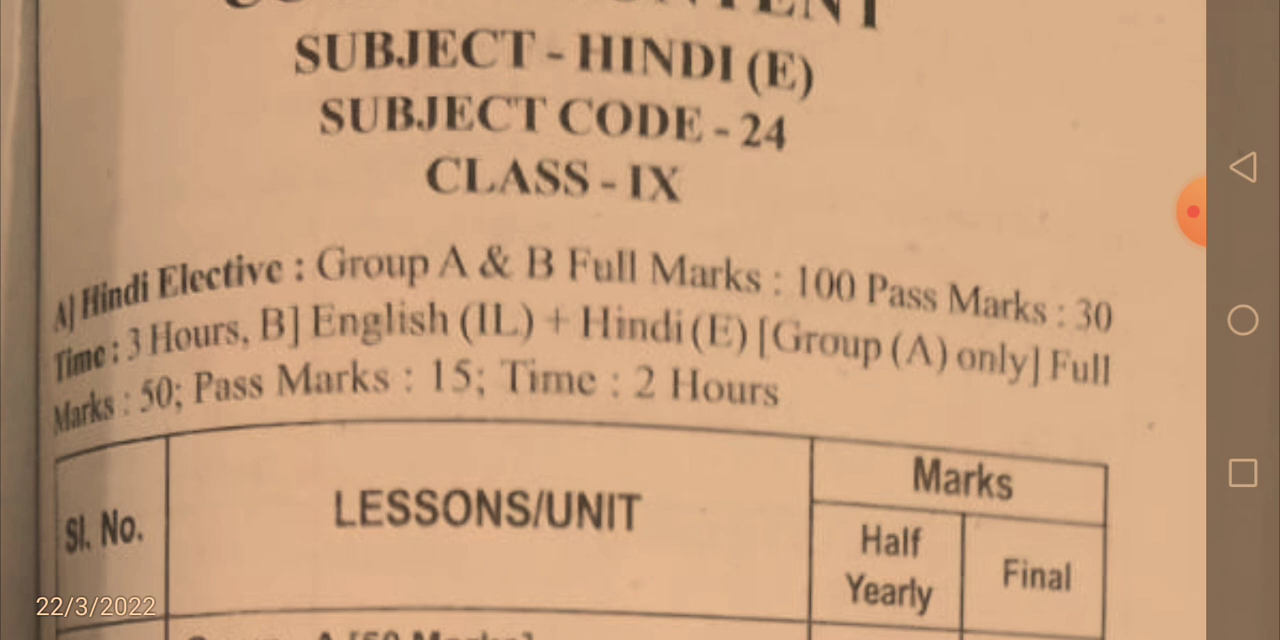 SUBJECT - HINDI (E)
SUBJECT CODE - 24
CLASS - IX
A] Hindi Elective : Group A & B Full Marks : 100 Pass Marks : 30
Time : 3 Hours, B] English (IL) + Hindi (E) [Group (A) only] Full
Marks : 50; Pass Marks : 15; Time : 2 Hours
Sl. No.
LESSONS/UNIT
Marks
Half
Yearly
Final
22/3/2022